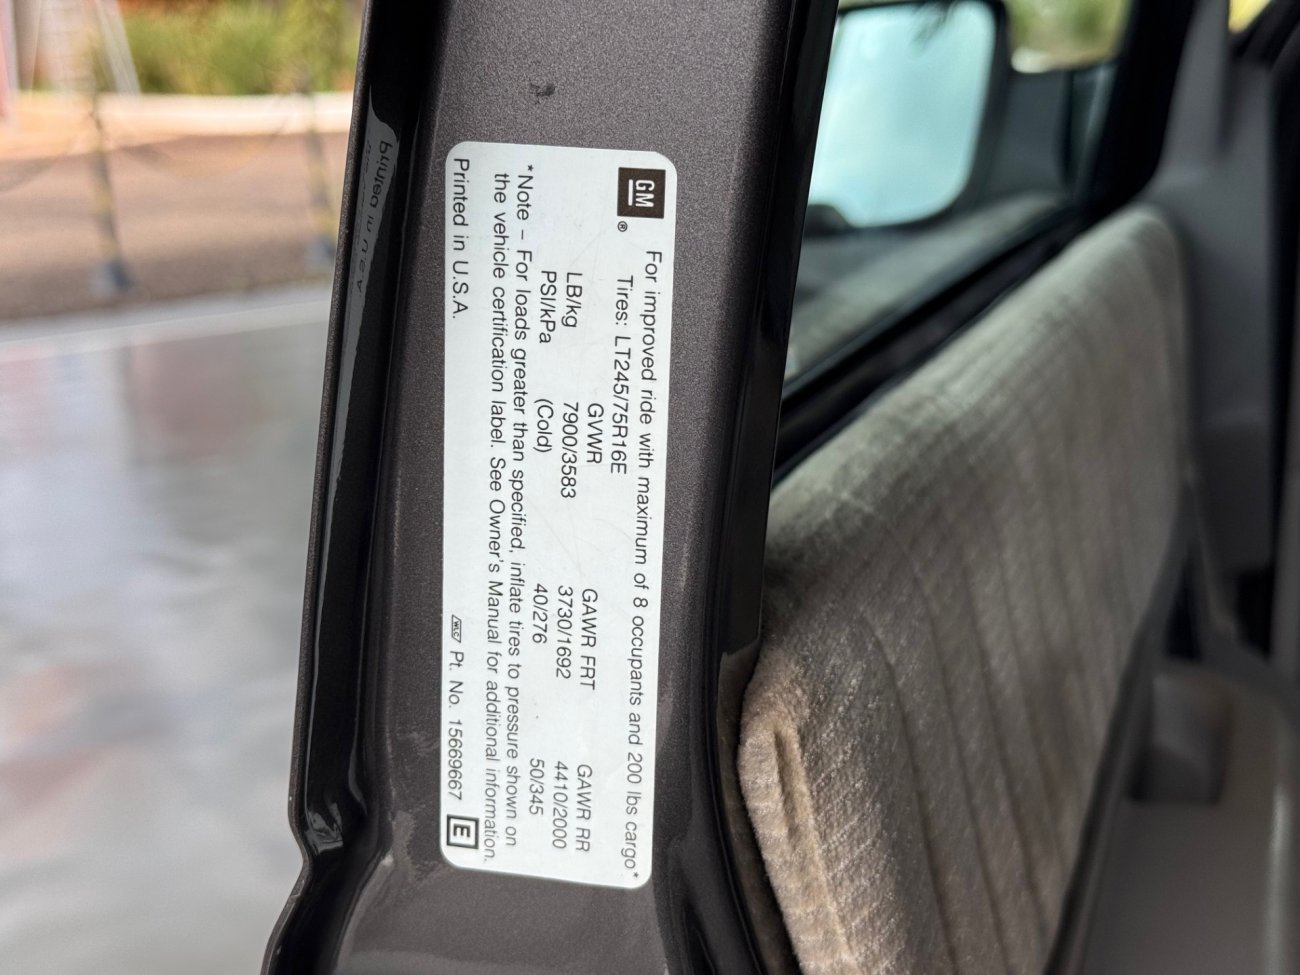 GM ®
For improved ride with maximum of 8 occupants and 200 lbs cargo*
Tires: LT245/75R16E
GVWR GAWR FRT GAWR RR
LB/kg 7900/3583 3730/1692 4410/2000
PSI/kPa (Cold) 40/276 50/345
*Note – For loads greater than specified, inflate tires to pressure shown on
the vehicle certification label. See Owner's Manual for additional information.
Printed in U.S.A. WLC Pt. No. 15669667 E